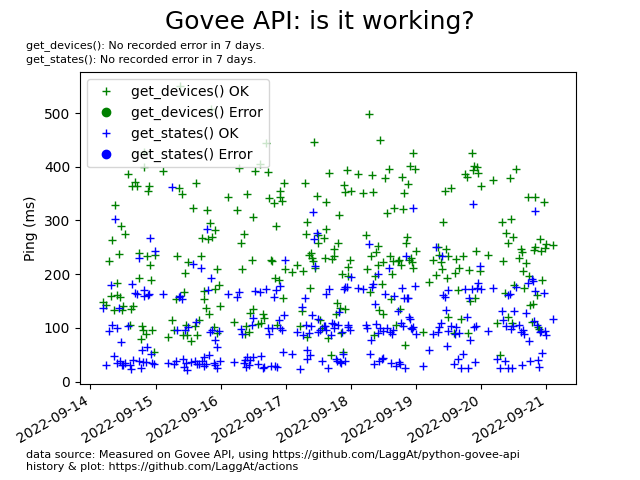 Govee API: is it working?
get_devices(): No recorded error in 7 days.
get_states(): No recorded error in 7 days.
get_devices() OK
get_devices() Error
get_states() OK
get_states() Error
Ping (ms)
500
400
300
200
100
0
2022-09-14
2022-09-15
2022-09-16
2022-09-17
2022-09-18
2022-09-19
2022-09-20
2022-09-21
data source: Measured on Govee API, using https://github.com/LaggAt/python-govee-api
history & plot: https://github.com/LaggAt/actions